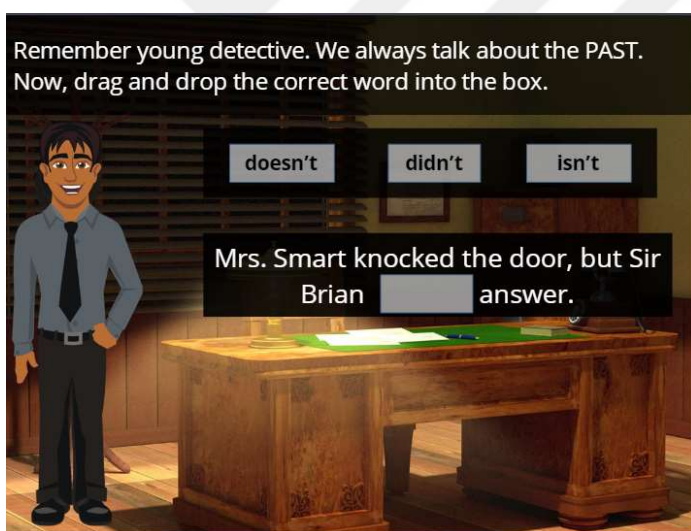 Remember young detective. We always talk about the PAST.
Now, drag and drop the correct word into the box.
doesn't didn't isn't
Mrs. Smart knocked the door, but Sir
Brian answer.